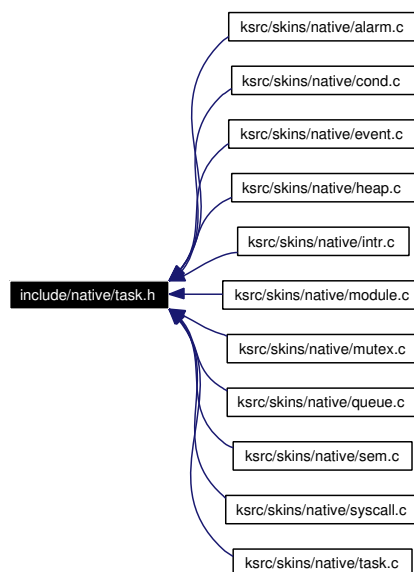 ksrc/skins/native/alarm.c
ksrc/skins/native/cond.c
ksrc/skins/native/event.c
ksrc/skins/native/heap.c
ksrc/skins/native/intr.c
include/native/task.h
ksrc/skins/native/module.c
ksrc/skins/native/mutex.c
ksrc/skins/native/queue.c
ksrc/skins/native/sem.c
ksrc/skins/native/syscall.c
ksrc/skins/native/task.c